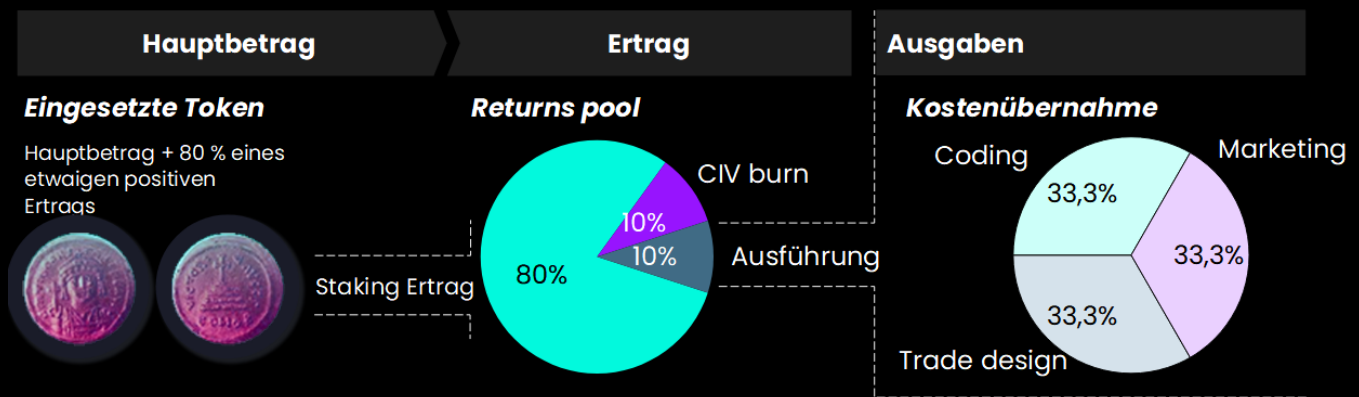 Hauptbetrag
Ertrag
Ausgaben
Eingesetzte Token
Hauptbetrag + 80 % eines
etwaigen positiven
Ertrags
Staking Ertrag
Returns pool
CIV burn
10%
10%
80%
Ausführung
Kostenübernahme
Coding
Marketing
33,3%
33,3%
33,3%
Trade design